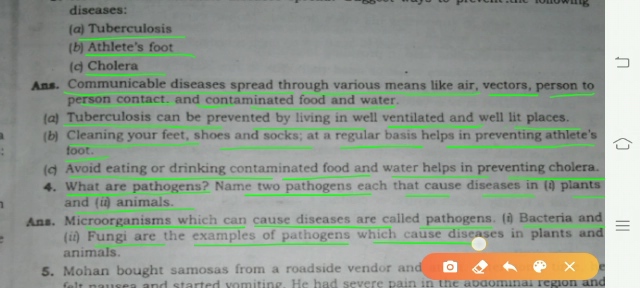 diseases:
(a) Tuberculosis
(b) Athlete's foot
(c) Cholera
Ans. Communicable diseases spread through various means like air, vectors, person to
person contact. and contaminated food and water.
(a) Tuberculosis can be prevented by living in well ventilated and well lit places.
(b) Cleaning your feet, shoes and socks; at a regular basis helps in preventing athlete's
foot.
(c) Avoid eating or drinking contaminated food and water helps in preventing cholera.
4. What are pathogens? Name two pathogens each that cause diseases in (i) plants
and (ii) animals.
Ans. Microorganisms which can cause diseases are called pathogens. (i) Bacteria and
(ii) Fungi are the examples of pathogens which cause diseases in plants and
animals.
5. Mohan bought samosas from a roadside vendor and
felt nausea and started vomiting. He had severe pain in the abdominal region and